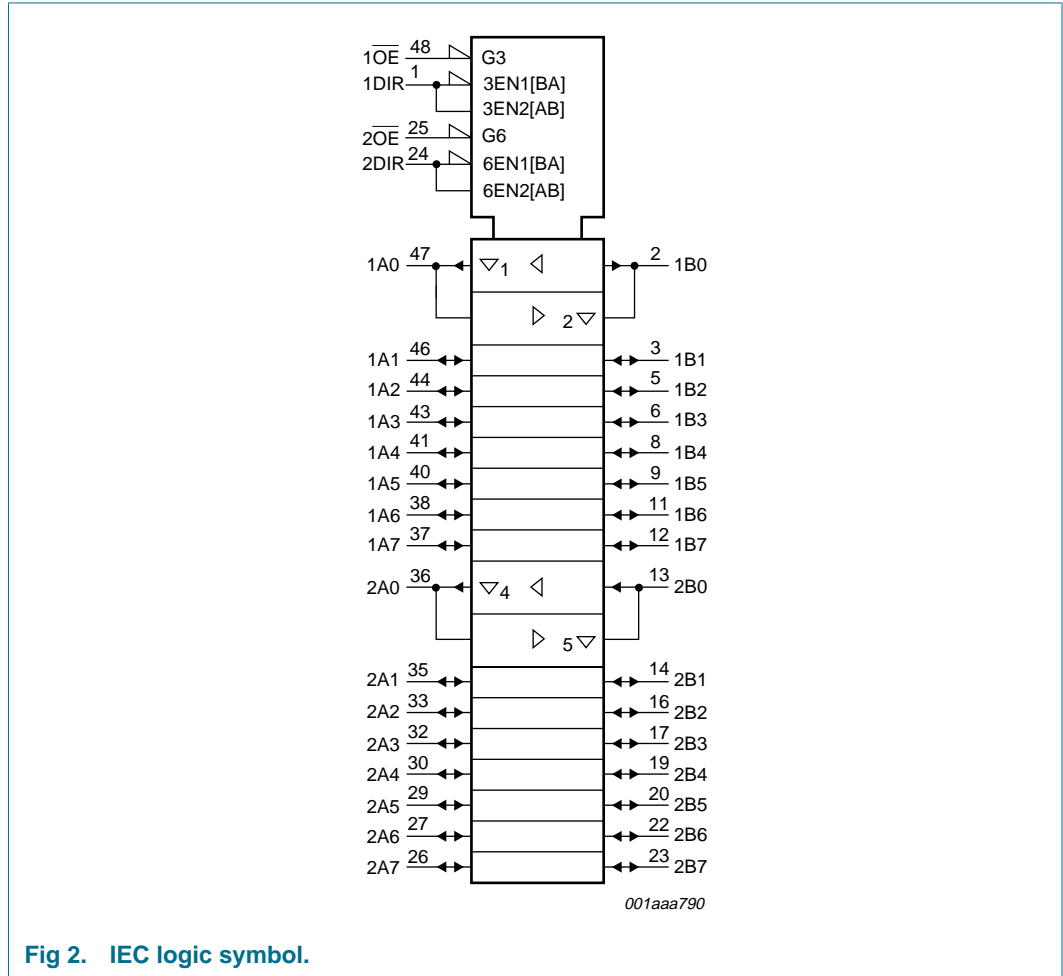 1O̅E̅ 48 G3
1DIR 1 3EN1[BA]
3EN2[AB]
2O̅E̅ 25 G6
2DIR 24 6EN1[BA]
6EN2[AB]
1A0 47 1 2 1B0
2
1A1 46 3 1B1
1A2 44 5 1B2
1A3 43 6 1B3
1A4 41 8 1B4
1A5 40 9 1B5
1A6 38 11 1B6
1A7 37 12 1B7
2A0 36 4 13 2B0
5
2A1 35 14 2B1
2A2 33 16 2B2
2A3 32 17 2B3
2A4 30 19 2B4
2A5 29 20 2B5
2A6 27 22 2B6
2A7 26 23 2B7
001aaa790
Fig 2. IEC logic symbol.